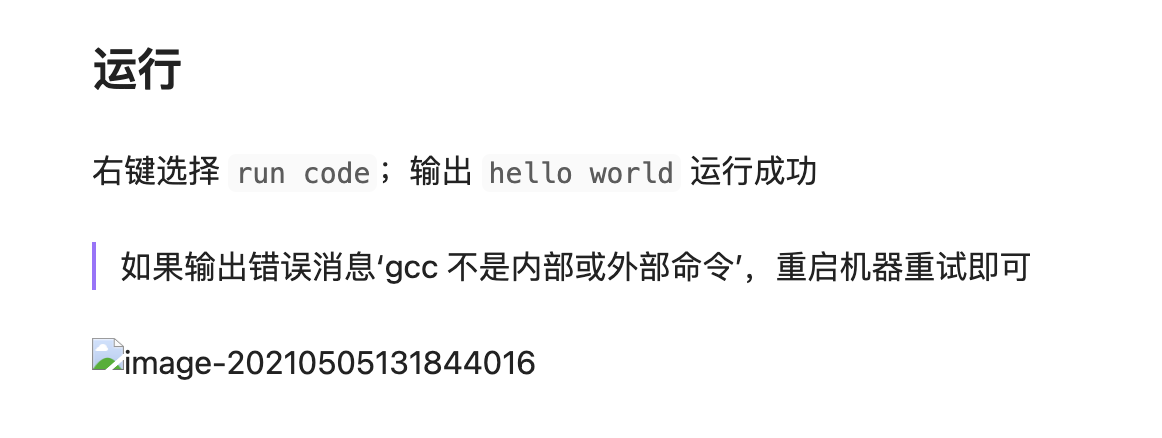 运行
右键选择 run code；输出 hello world 运行成功
如果输出错误消息‘gcc 不是内部或外部命令’，重启机器重试即可
image-20210505131844016